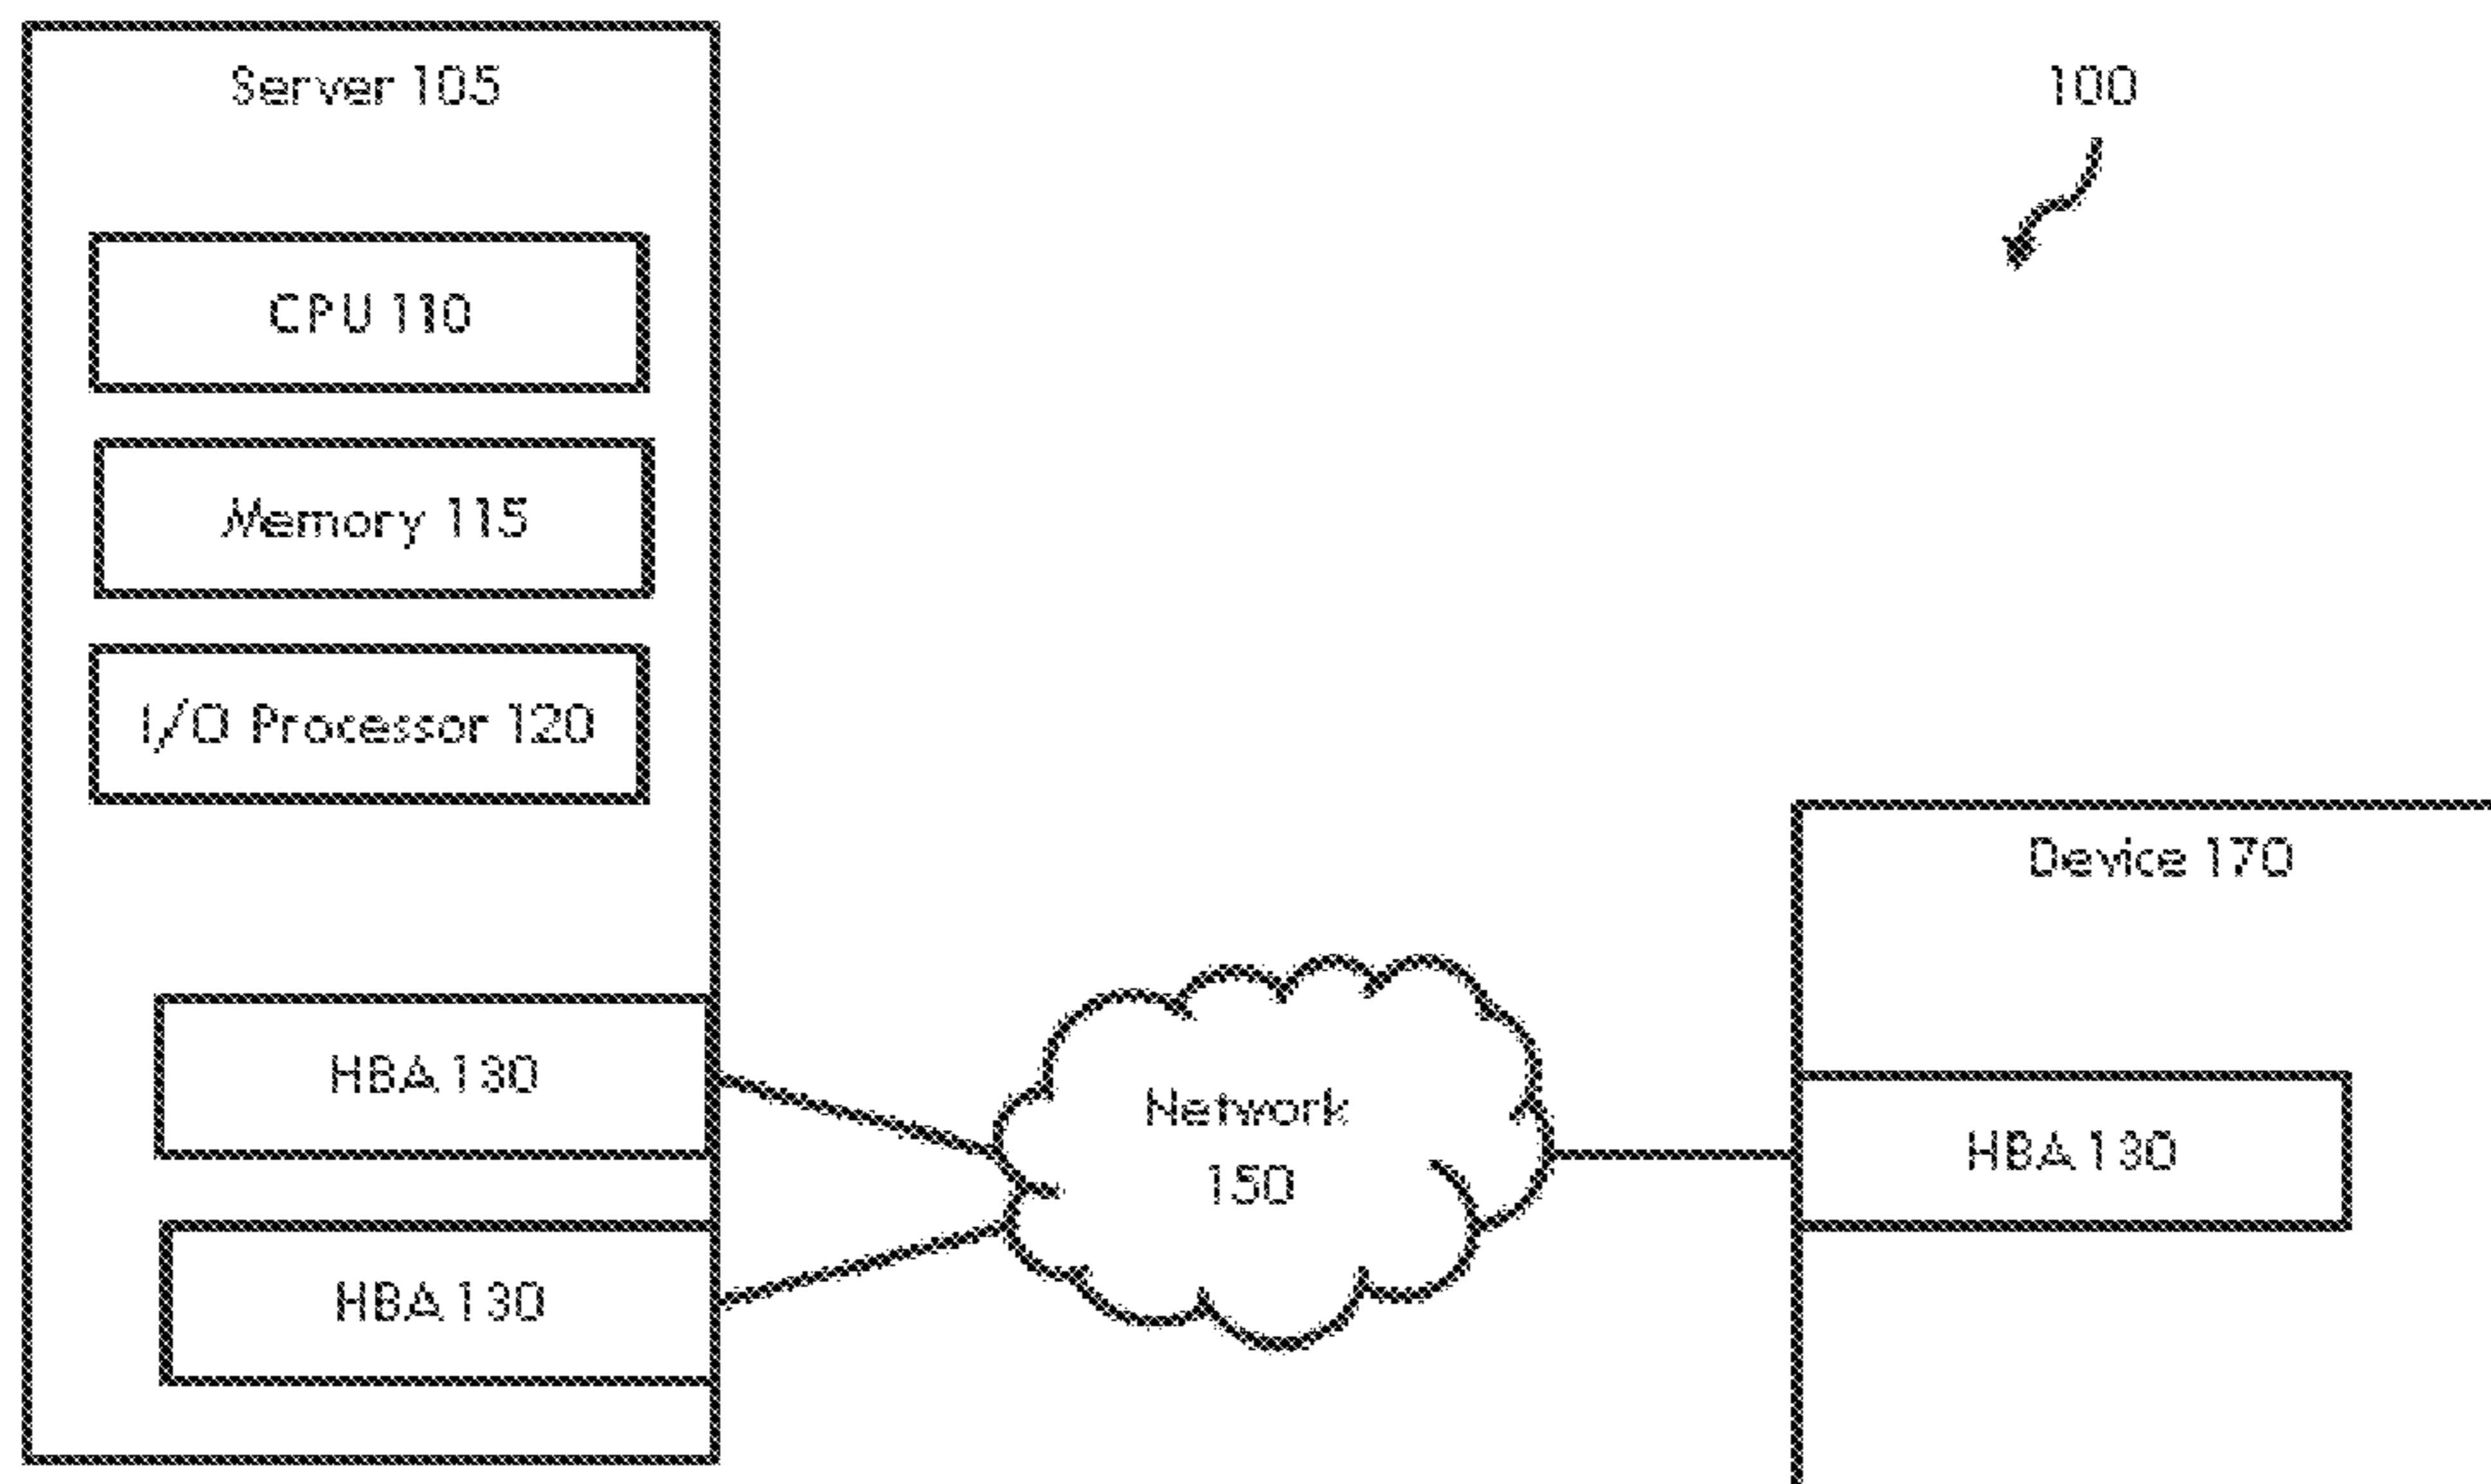 Server 105
100
CPU 110
Memory 115
I/O Processor 120
Device 170
HBA 130
Network
150
HBA 130
HBA 130